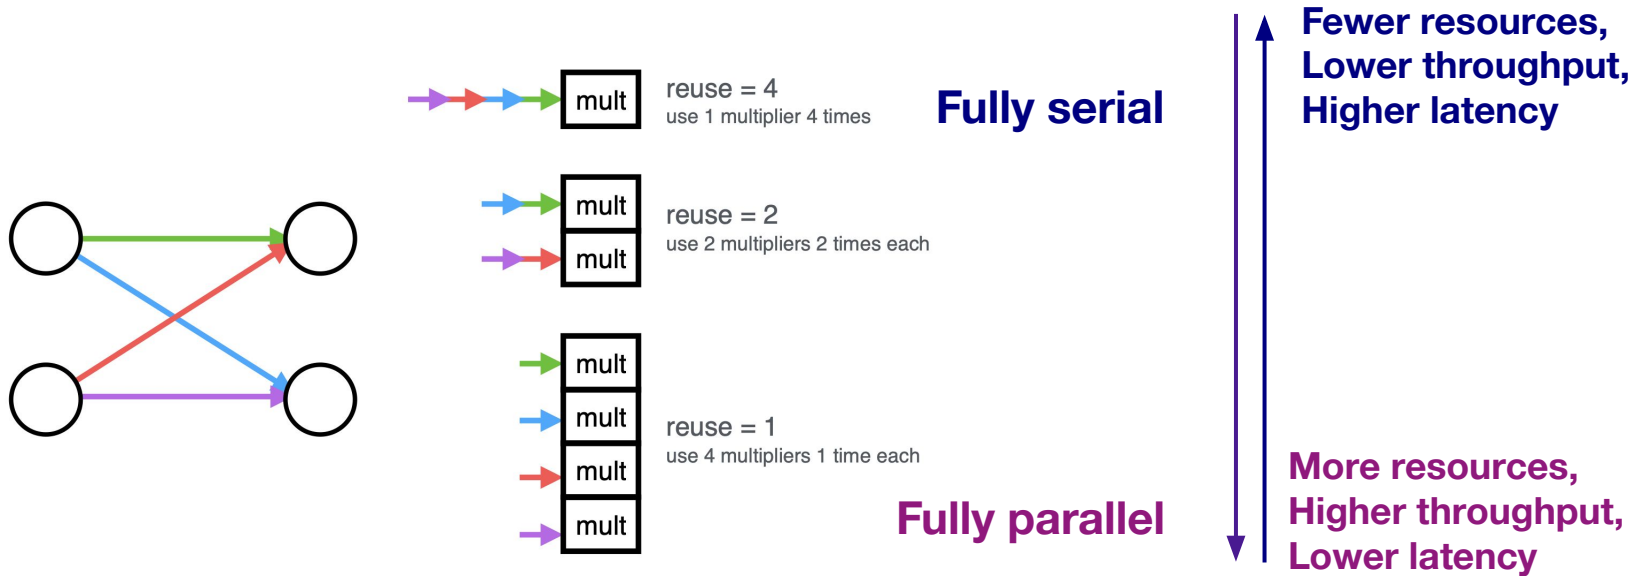 mult
reuse = 4
use 1 multiplier 4 times
Fully serial
Fewer resources,
Lower throughput,
Higher latency
mult
mult
reuse = 2
use 2 multipliers 2 times each
mult
mult
mult
mult
reuse = 1
use 4 multipliers 1 time each
Fully parallel
More resources,
Higher throughput,
Lower latency